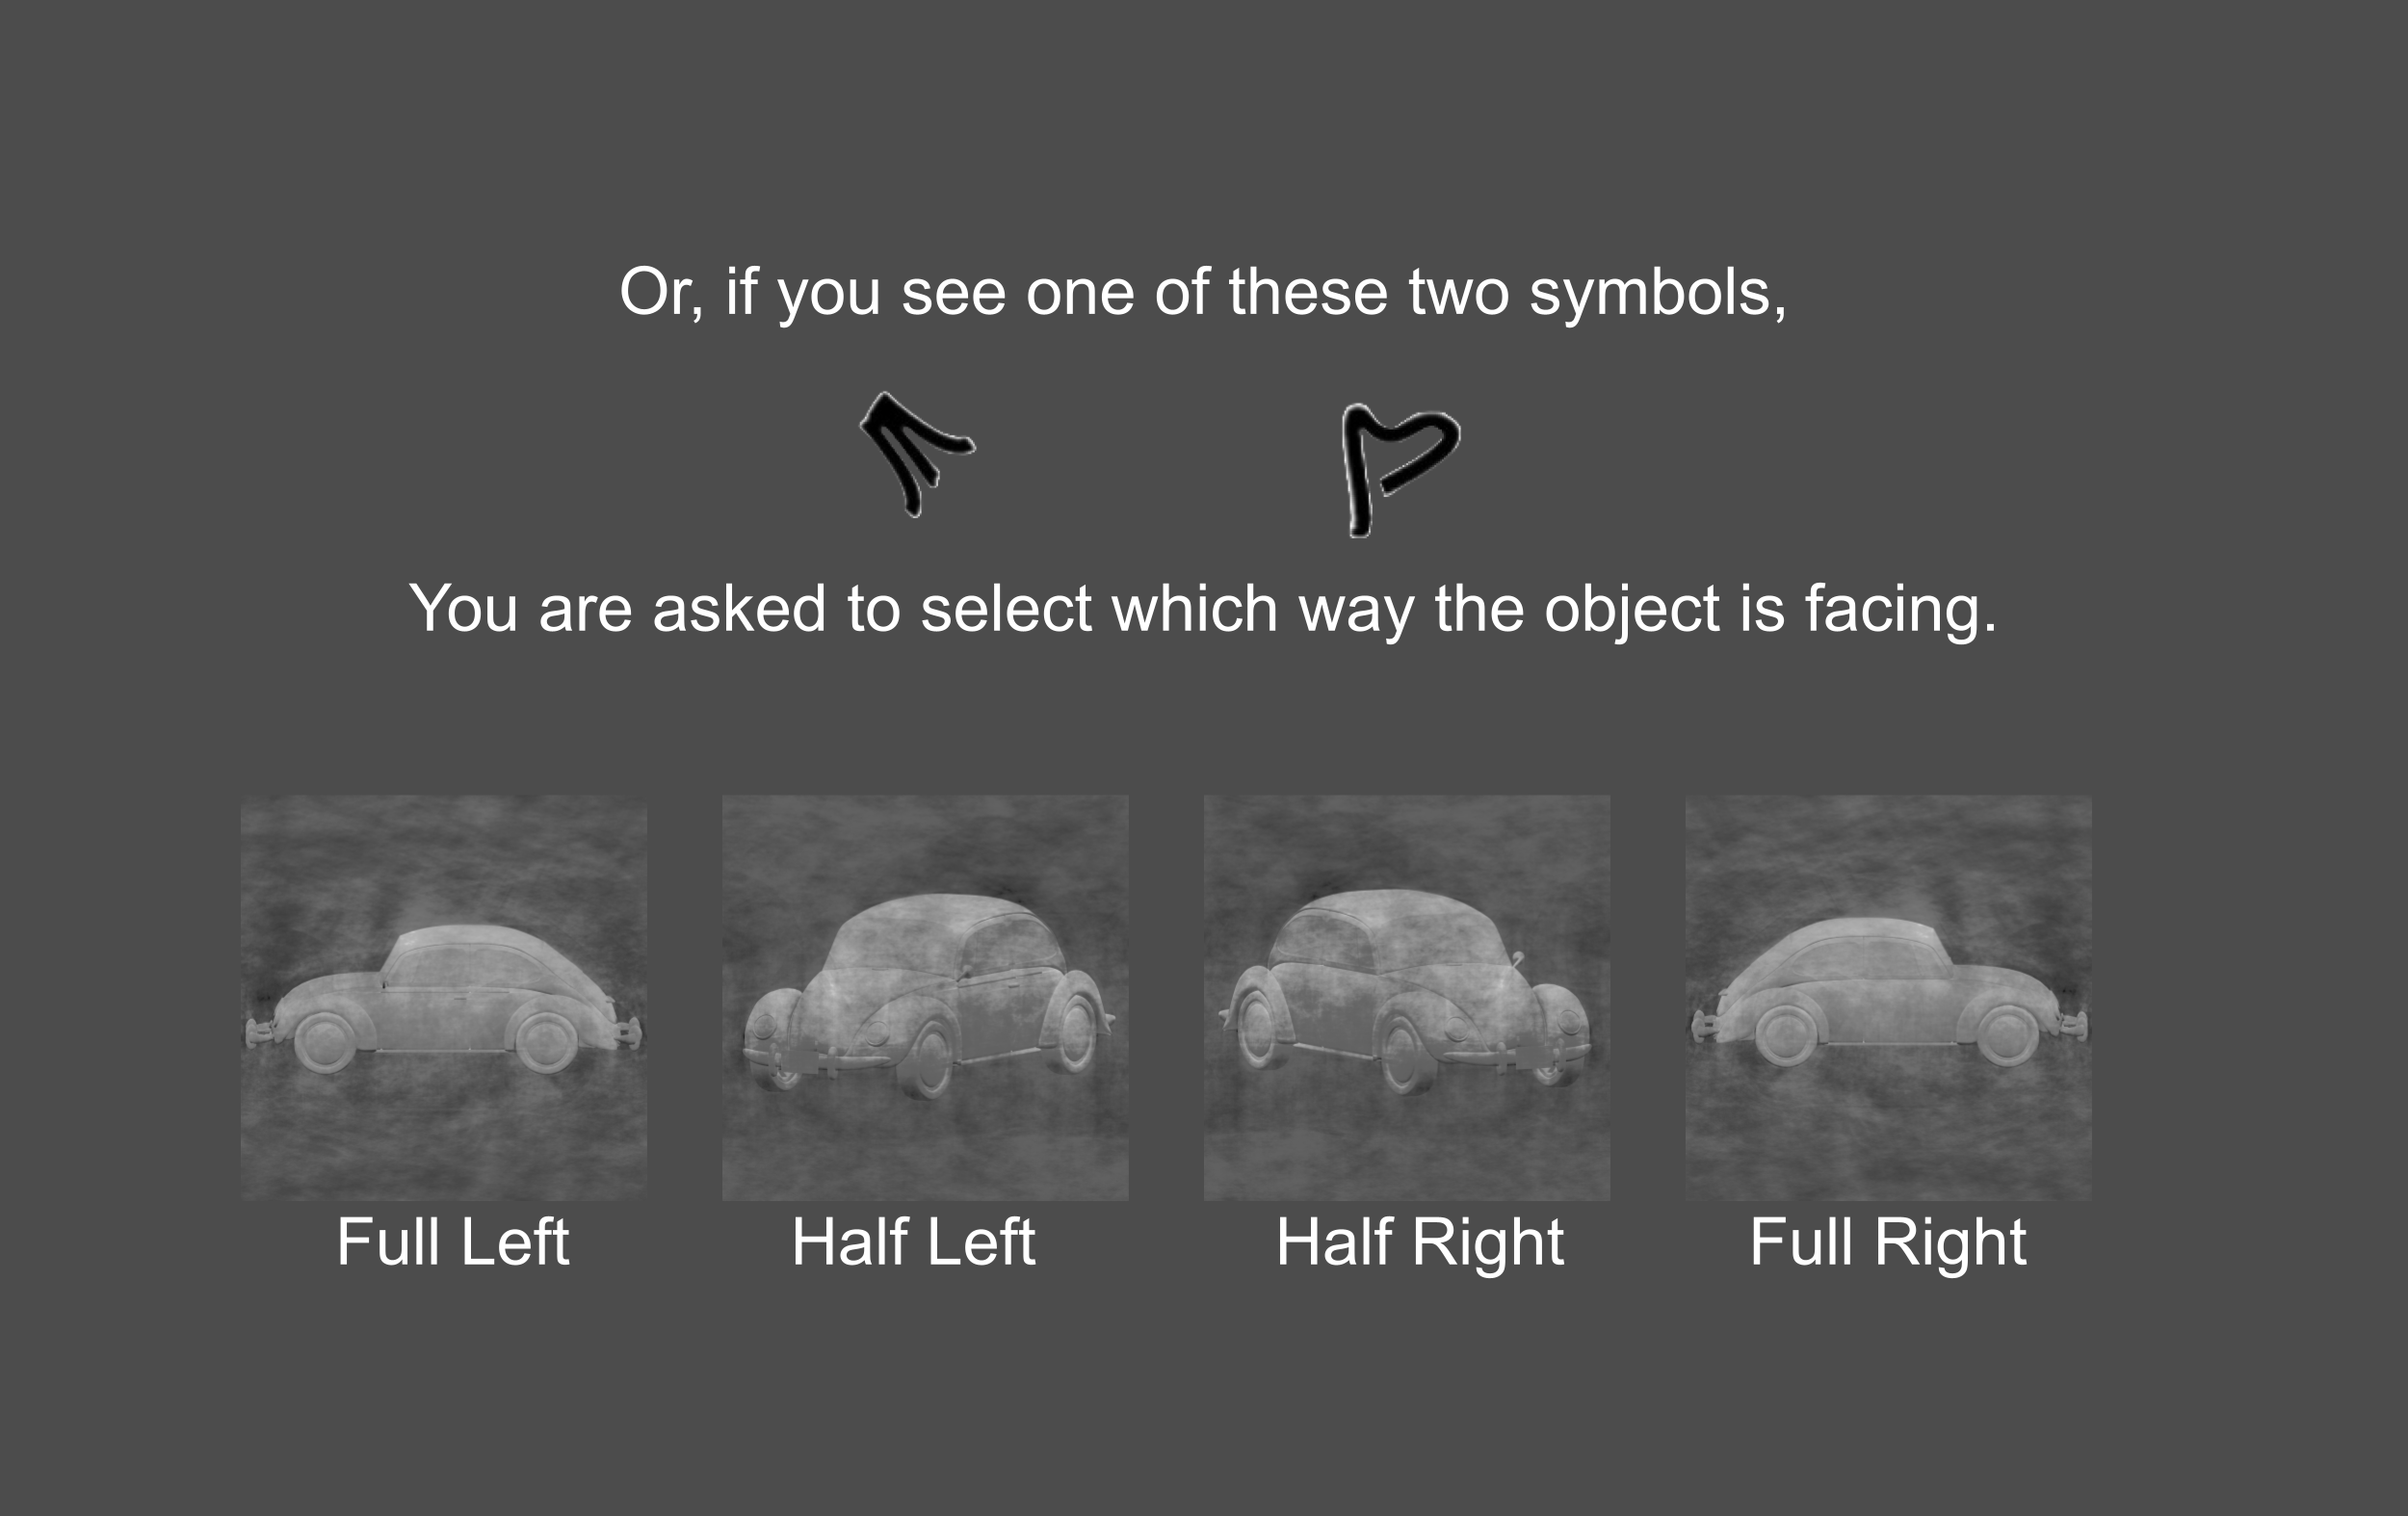 Or, if you see one of these two symbols,
You are asked to select which way the object is facing.
Full Left
Half Left
Half Right
Full Right